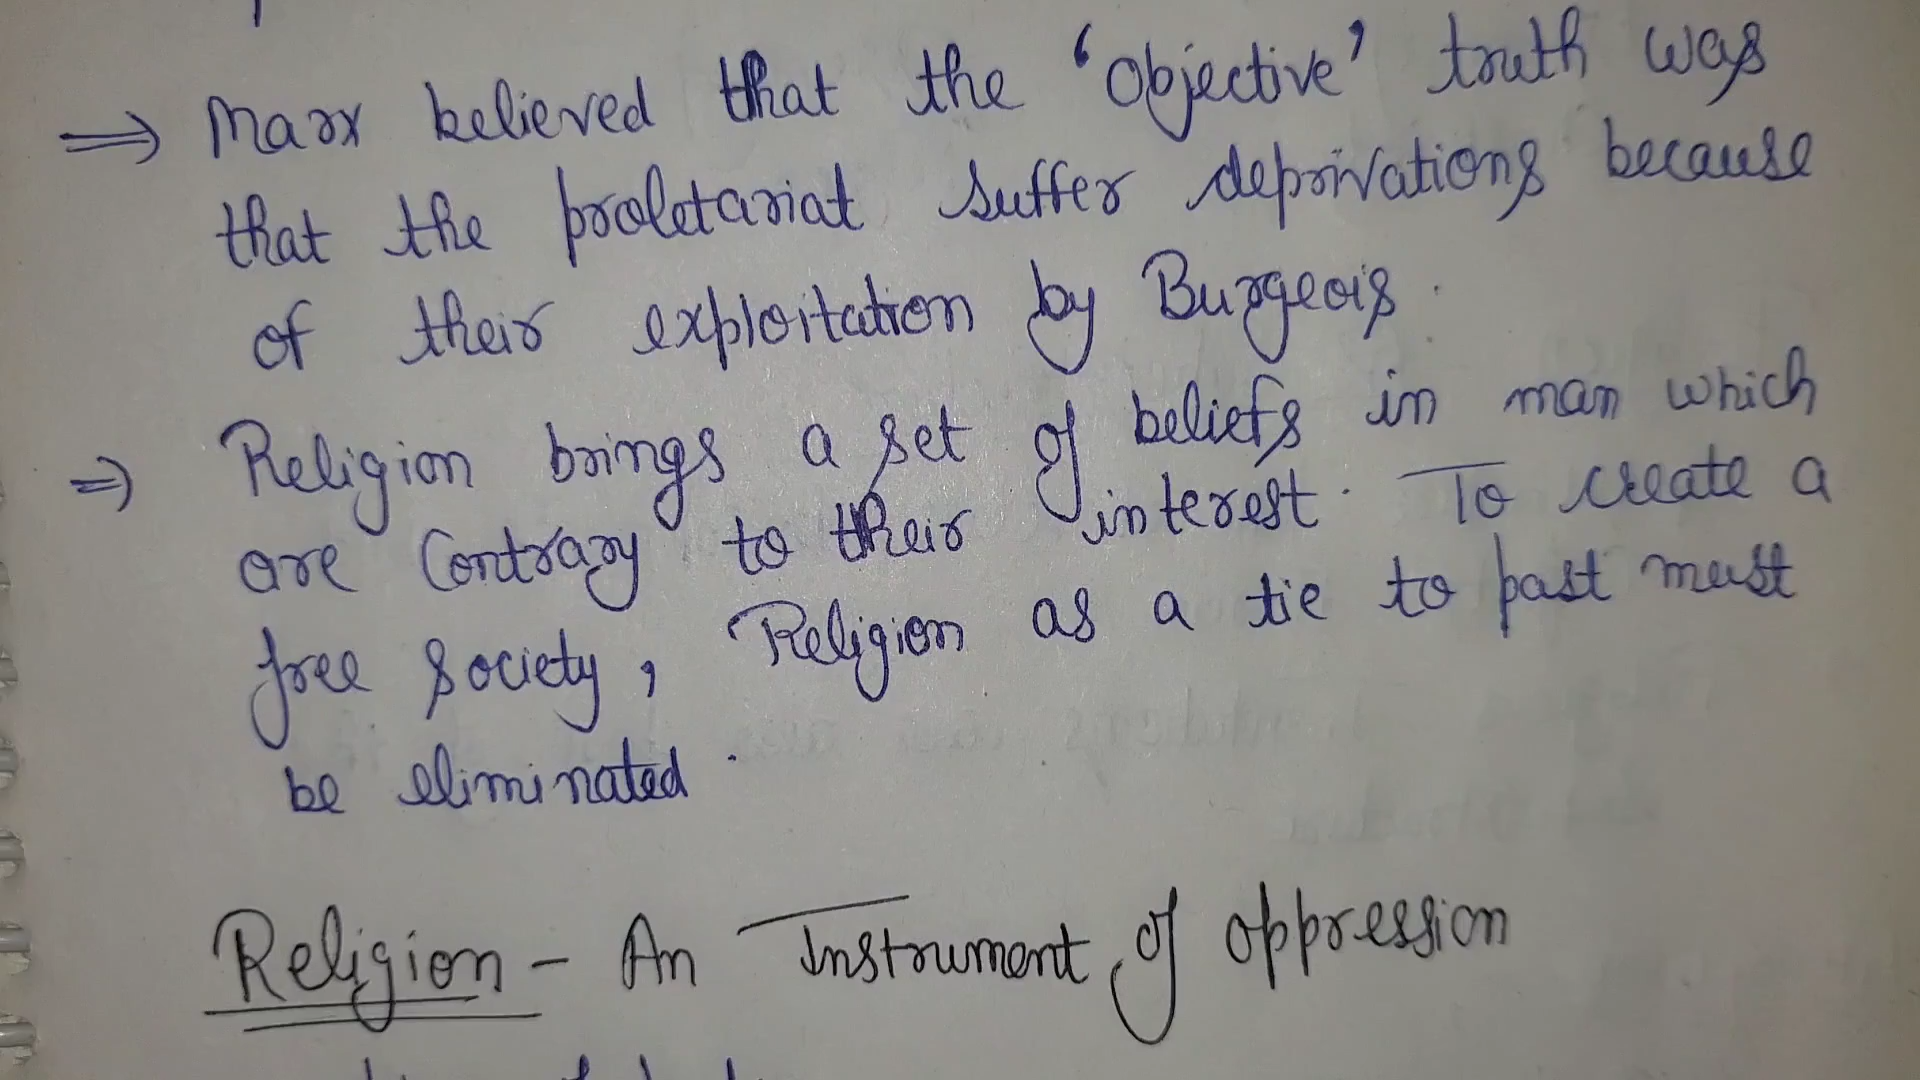 ⇒ Marx believed that the 'Objective' truth was
that the proletariat suffer deprivations because
of their exploitation by Burgeois.
⇒ Religion brings a set of beliefs in man which
are Contrary to their interest. To create a
free society, Religion as a tie to past must
be eliminated.
Religion - An Instrument of oppression